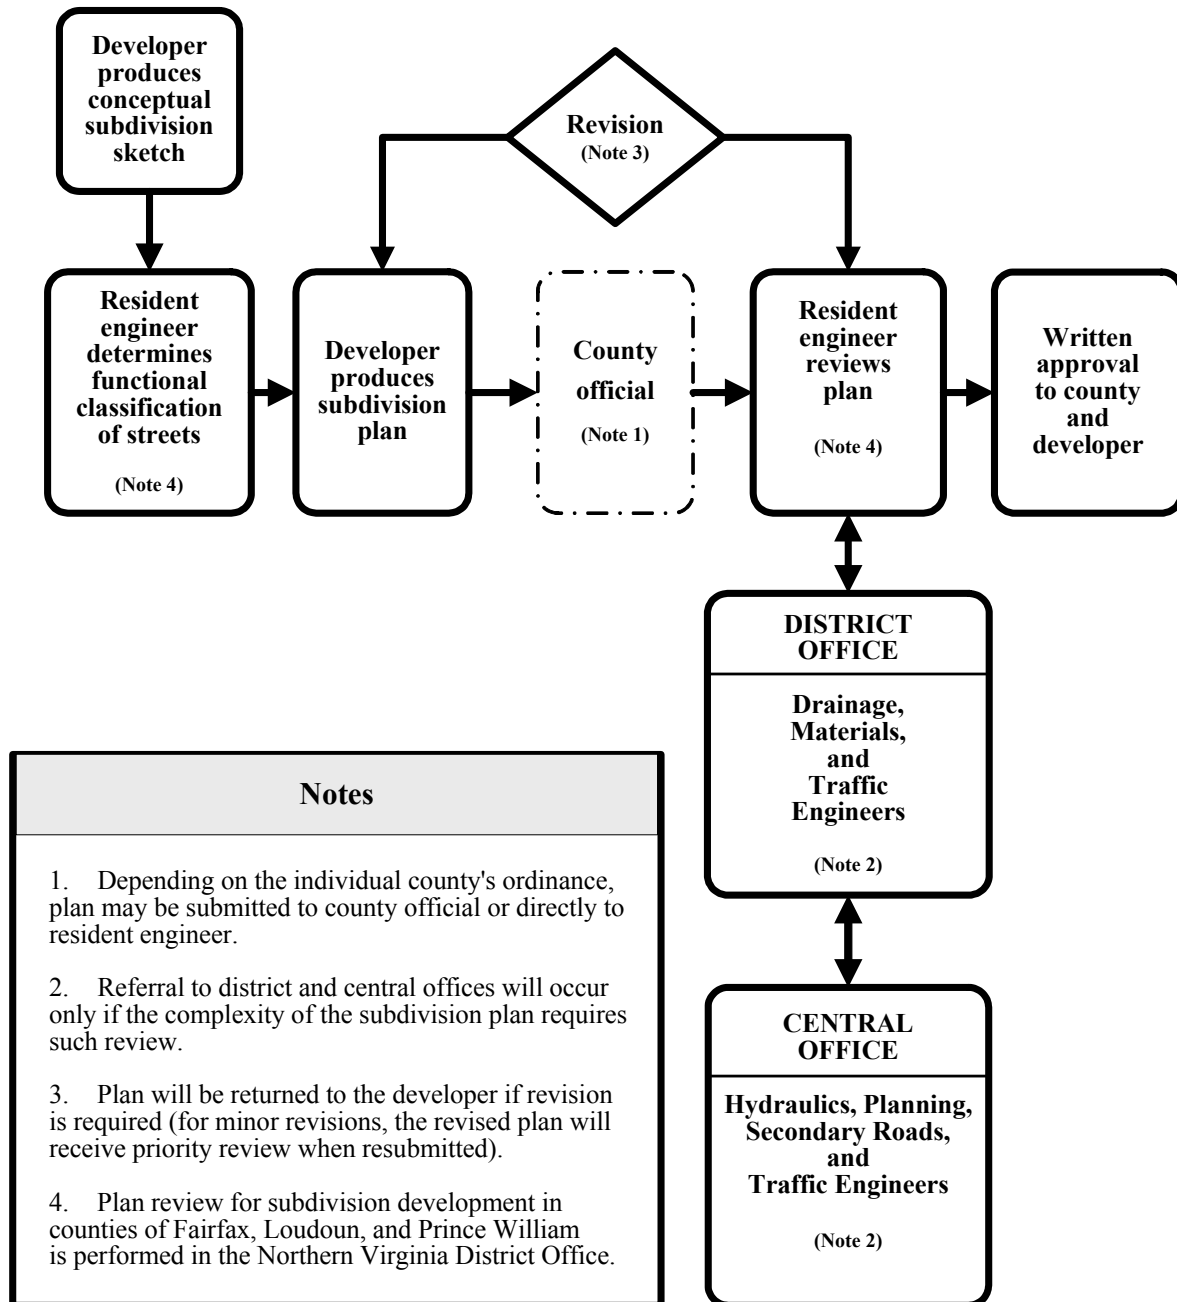 Developer
produces
conceptual
subdivision
sketch
Revision
(Note 3)
Resident
engineer
determines
functional
classification
of streets
(Note 4)
Developer
produces
subdivision
plan
County
official
(Note 1)
Resident
engineer
reviews
plan
(Note 4)
Written
approval
to county
and
developer
DISTRICT
OFFICE
Drainage,
Materials,
and
Traffic
Engineers
(Note 2)
CENTRAL
OFFICE
Hydraulics, Planning,
Secondary Roads,
and
Traffic Engineers
(Note 2)
Notes
1. Depending on the individual county's ordinance,
plan may be submitted to county official or directly to
resident engineer.
2. Referral to district and central offices will occur
only if the complexity of the subdivision plan requires
such review.
3. Plan will be returned to the developer if revision
is required (for minor revisions, the revised plan will
receive priority review when resubmitted).
4. Plan review for subdivision development in
counties of Fairfax, Loudoun, and Prince William
is performed in the Northern Virginia District Office.